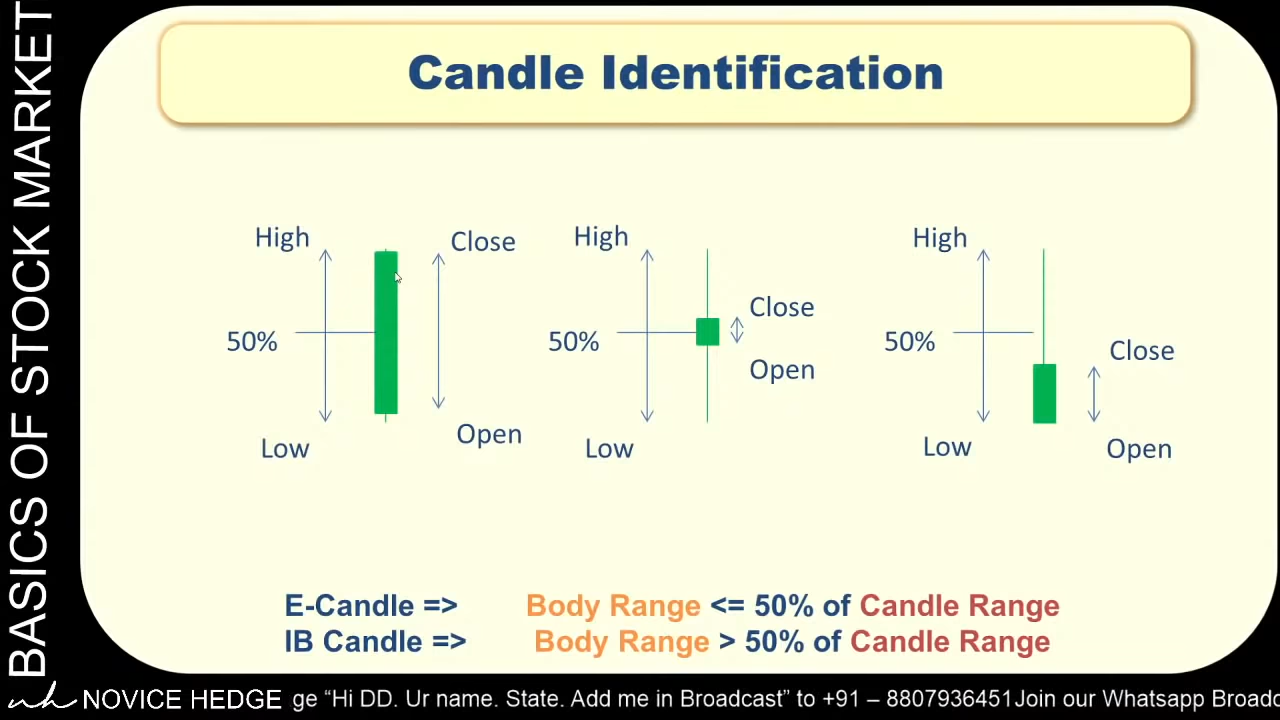 BASICS OF STOCK MARKET
Candle Identification
High
Close
50%
Low
Open
High
Close
50%
Open
Low
High
50%
Close
Low
Open
E-Candle => Body Range <= 50% of Candle Range
IB Candle => Body Range > 50% of Candle Range
nh NOVICE HEDGE ge “Hi DD. Ur name. State. Add me in Broadcast” to +91 – 8807936451Join our Whatsapp Broadc